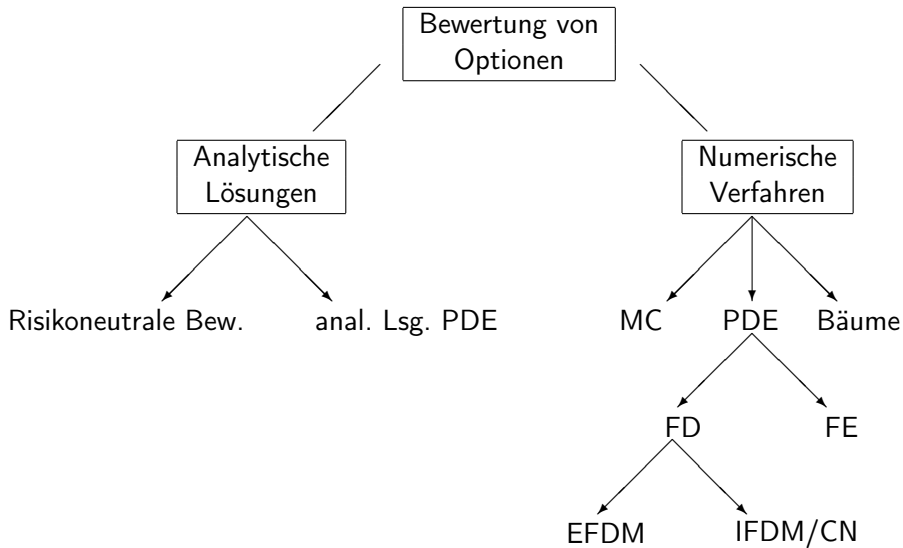 Bewertung von
Optionen
Analytische
Lösungen
Numerische
Verfahren
Risikoneutrale Bew.
anal. Lsg. PDE
MC
PDE
Bäume
FD
FE
EFDM
IFDM/CN